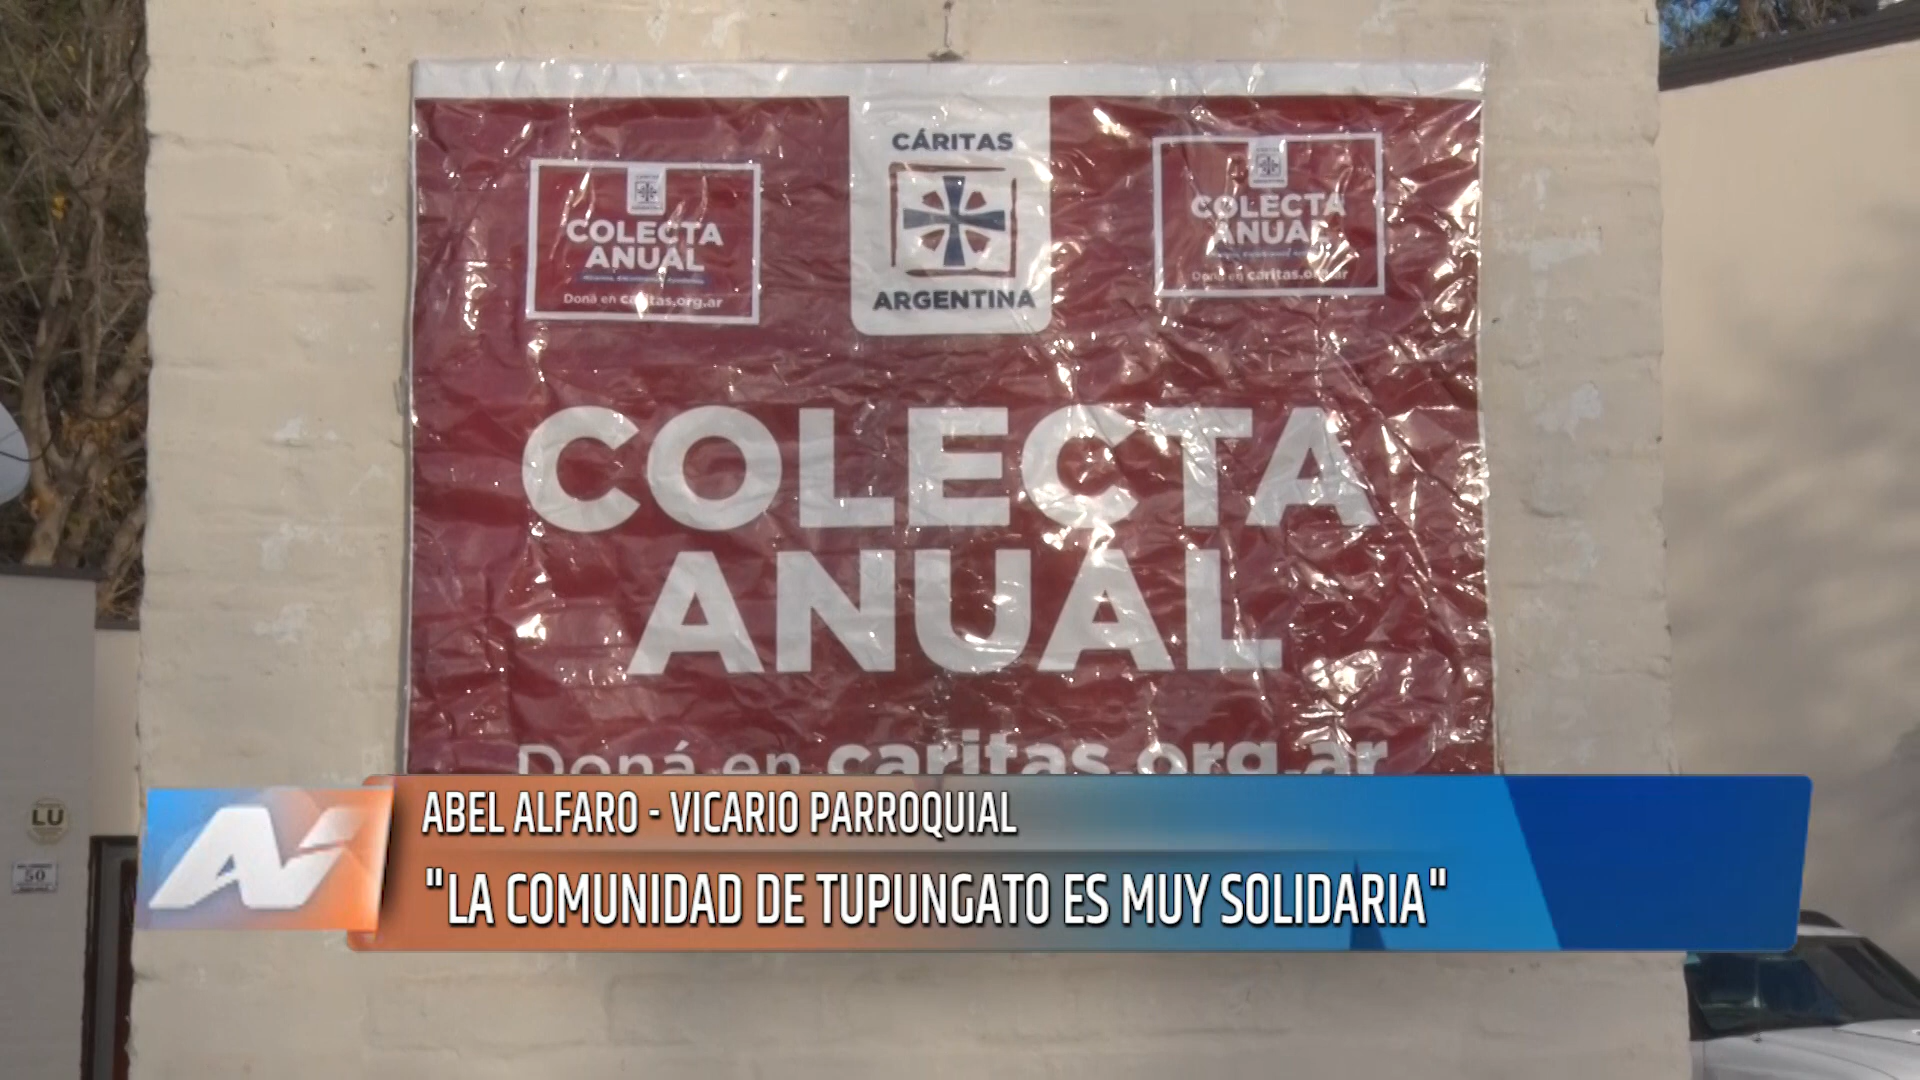 CÁRITAS
ARGENTINA
COLECTA
ANUAL
Doná en caritas.org.ar
COLECTA
ANUAL
Doná en caritas.org.ar
COLECTA
ANUAL
Doná en caritas.org.ar
LU
50
ABEL ALFARO - VICARIO PARROQUIAL
"LA COMUNIDAD DE TUPUNGATO ES MUY SOLIDARIA"